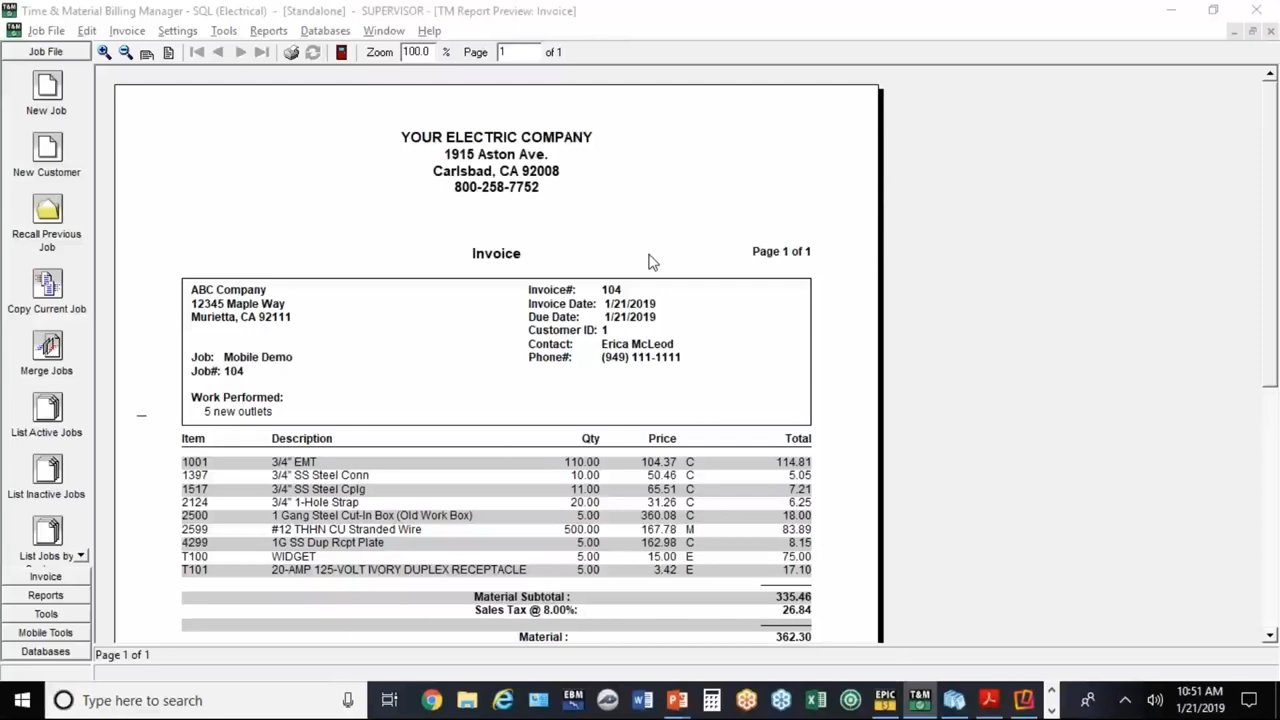 Time & Material Billing Manager - SQL (Electrical) - [Standalone] - SUPERVISOR - [TM Report Preview: Invoice]
Job File Edit Invoice Settings Tools Reports Databases Window Help
Job File
Zoom 100.0 % Page 1 of 1
New Job
New Customer
Recall Previous
Job
Copy Current Job
Merge Jobs
List Active Jobs
List Inactive Jobs
List Jobs by
Invoice
Reports
Tools
Mobile Tools
Databases
YOUR ELECTRIC COMPANY
1915 Aston Ave.
Carlsbad, CA 92008
800-258-7752
Invoice Page 1 of 1
ABC Company Invoice#: 104
12345 Maple Way Invoice Date: 1/21/2019
Murietta, CA 92111 Due Date: 1/21/2019
Customer ID: 1
Contact: Erica McLeod
Job: Mobile Demo Phone#: (949) 111-1111
Job#: 104
Work Performed:
5 new outlets
Item Description Qty Price Total
1001 3/4" EMT 110.00 104.37 C 114.81
1397 3/4" SS Steel Conn 10.00 50.46 C 5.05
1517 3/4" SS Steel Cplg 11.00 65.51 C 7.21
2124 3/4" 1-Hole Strap 20.00 31.26 C 6.25
2500 1 Gang Steel Cut-In Box (Old Work Box) 5.00 360.08 C 18.00
2599 #12 THHN CU Stranded Wire 500.00 167.78 M 83.89
4299 1G SS Dup Rcpt Plate 5.00 162.98 C 8.15
T100 WIDGET 5.00 15.00 E 75.00
T101 20-AMP 125-VOLT IVORY DUPLEX RECEPTACLE 5.00 3.42 E 17.10
Material Subtotal : 335.46
Sales Tax @ 8.00%: 26.84
Material : 362.30
Page 1 of 1
Type here to search
EBM
EPIC
T&M
10:51 AM
1/21/2019